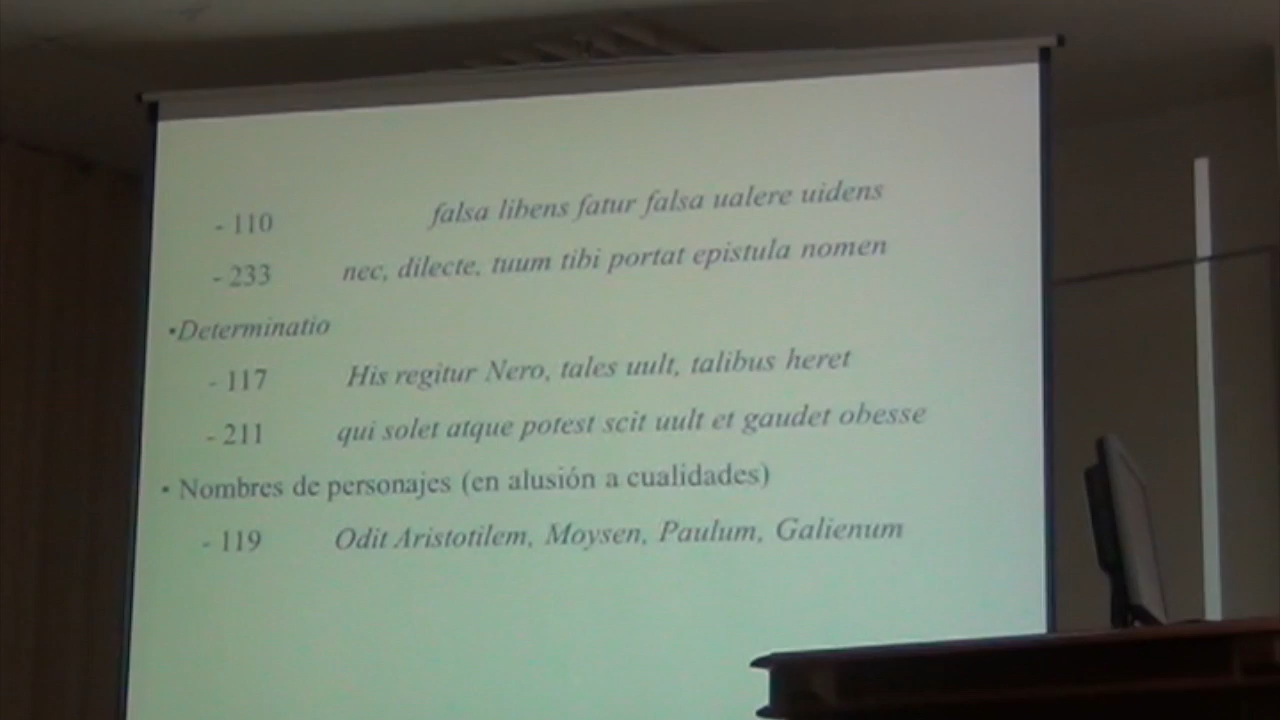 - 110 falsa libens fatur falsa ualere uidens
- 233 nec, dilecte, tuum tibi portat epistula nomen
•Determinatio
- 117 His regitur Nero, tales uult, talibus heret
- 211 qui solet atque potest scit uult et gaudet obesse
• Nombres de personajes (en alusión a cualidades)
- 119 Odit Aristotilem, Moysen, Paulum, Galienum